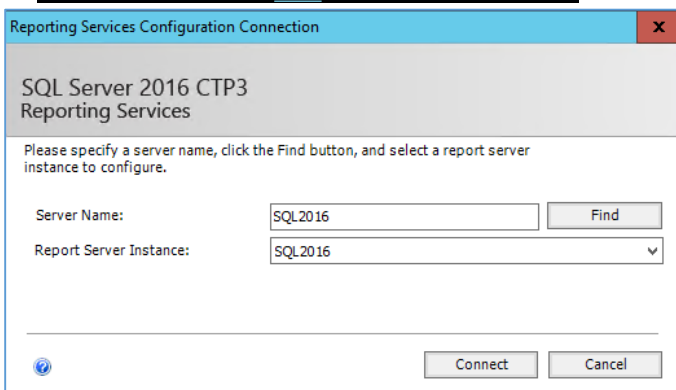 Reporting Services Configuration Connection
x
SQL Server 2016 CTP3
Reporting Services
Please specify a server name, click the Find button, and select a report server
instance to configure.
Server Name:
SQL2016
Find
Report Server Instance:
SQL2016
?
Connect
Cancel